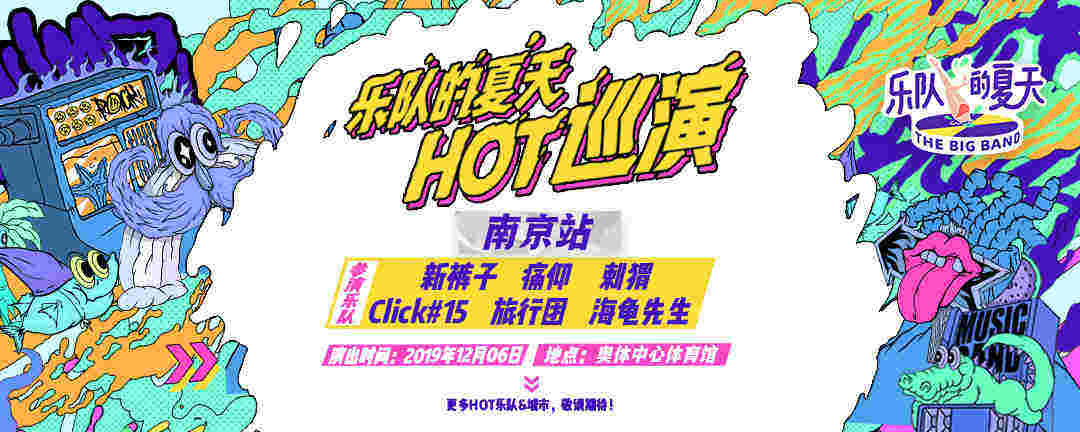 乐队的夏天
HOT巡演
乐队的夏天
THE BIG BAND
ROCK!
南京站
参演乐队
新裤子 痛仰 刺猬
Click#15 旅行团 海龟先生
演出时间：2019年12月06日 地点：奥体中心体育馆
更多HOT乐队&城市，敬请期待！
MUSIC
BAND